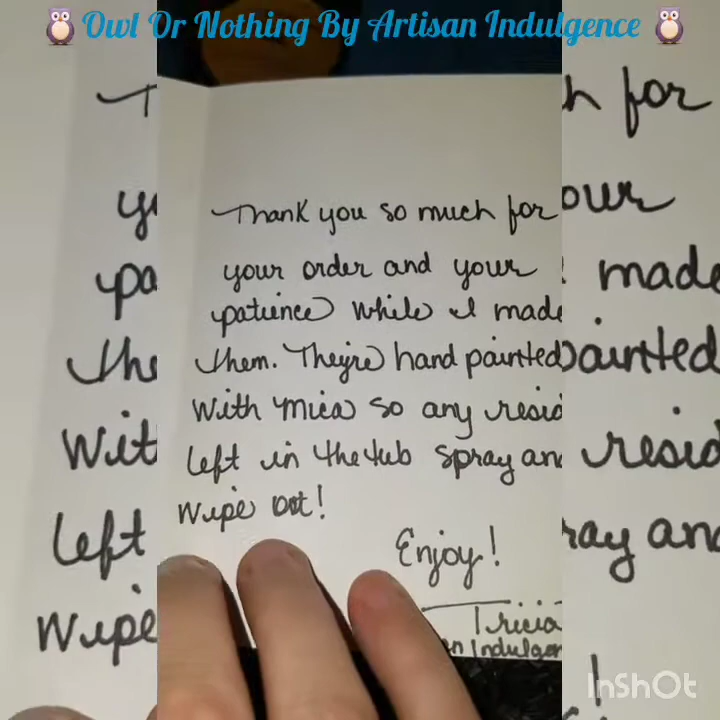 Owl Or Nothing By Artisan Indulgence
Thank you so much for
your order and your
patience while I made
them. They're hand painted
with mica so any resid
left in the tub spray and
wipe out!
Enjoy!
Tricia
n Indulgen
InShOt